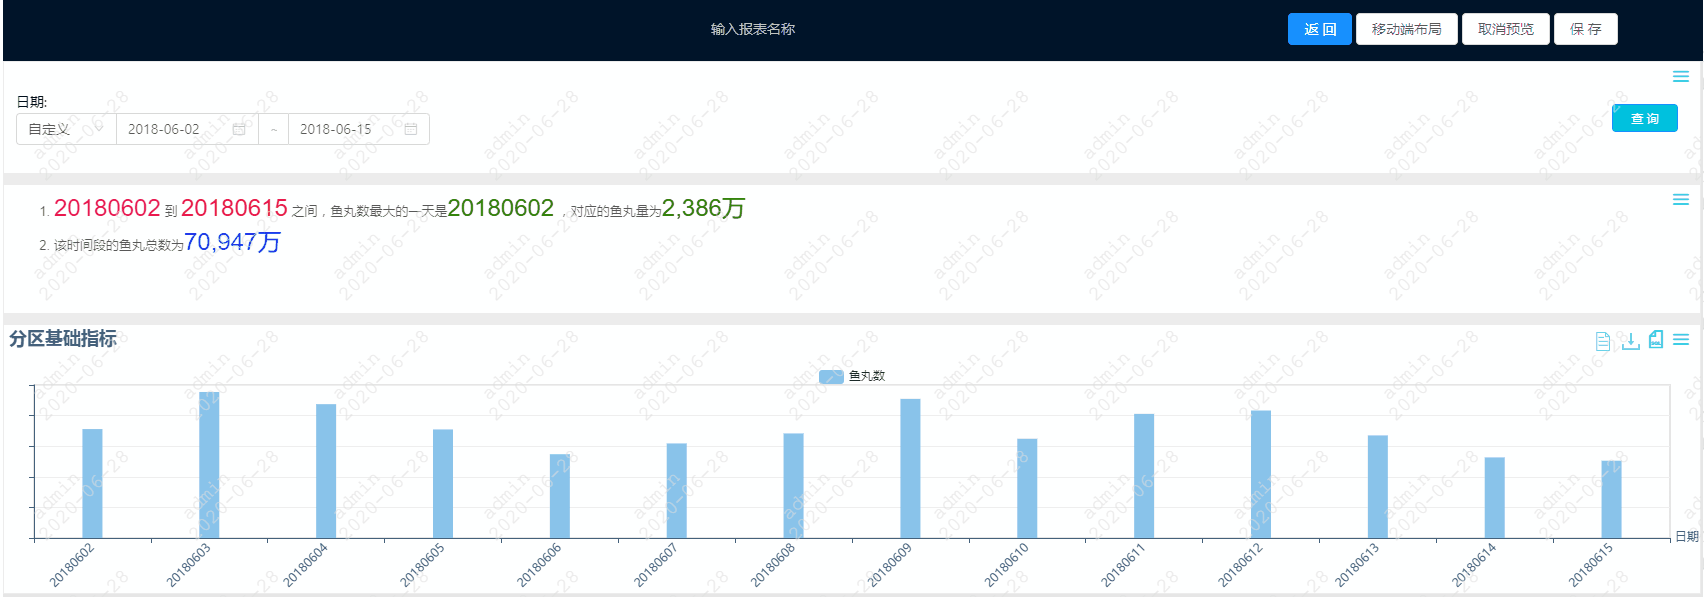 输入报表名称
返 回
移动端布局
取消预览
保 存
日期:
自定义
2018-06-02
~
2018-06-15
查 询
1. 20180602 到 20180615 之间，鱼丸数最大的一天是20180602 ，对应的鱼丸量为2,386万
2. 该时间段的鱼丸总数为70,947万
分区基础指标
鱼丸数
日期
20180602
20180603
20180604
20180605
20180606
20180607
20180608
20180609
20180610
20180611
20180612
20180613
20180614
20180615
admin
2020-06-28